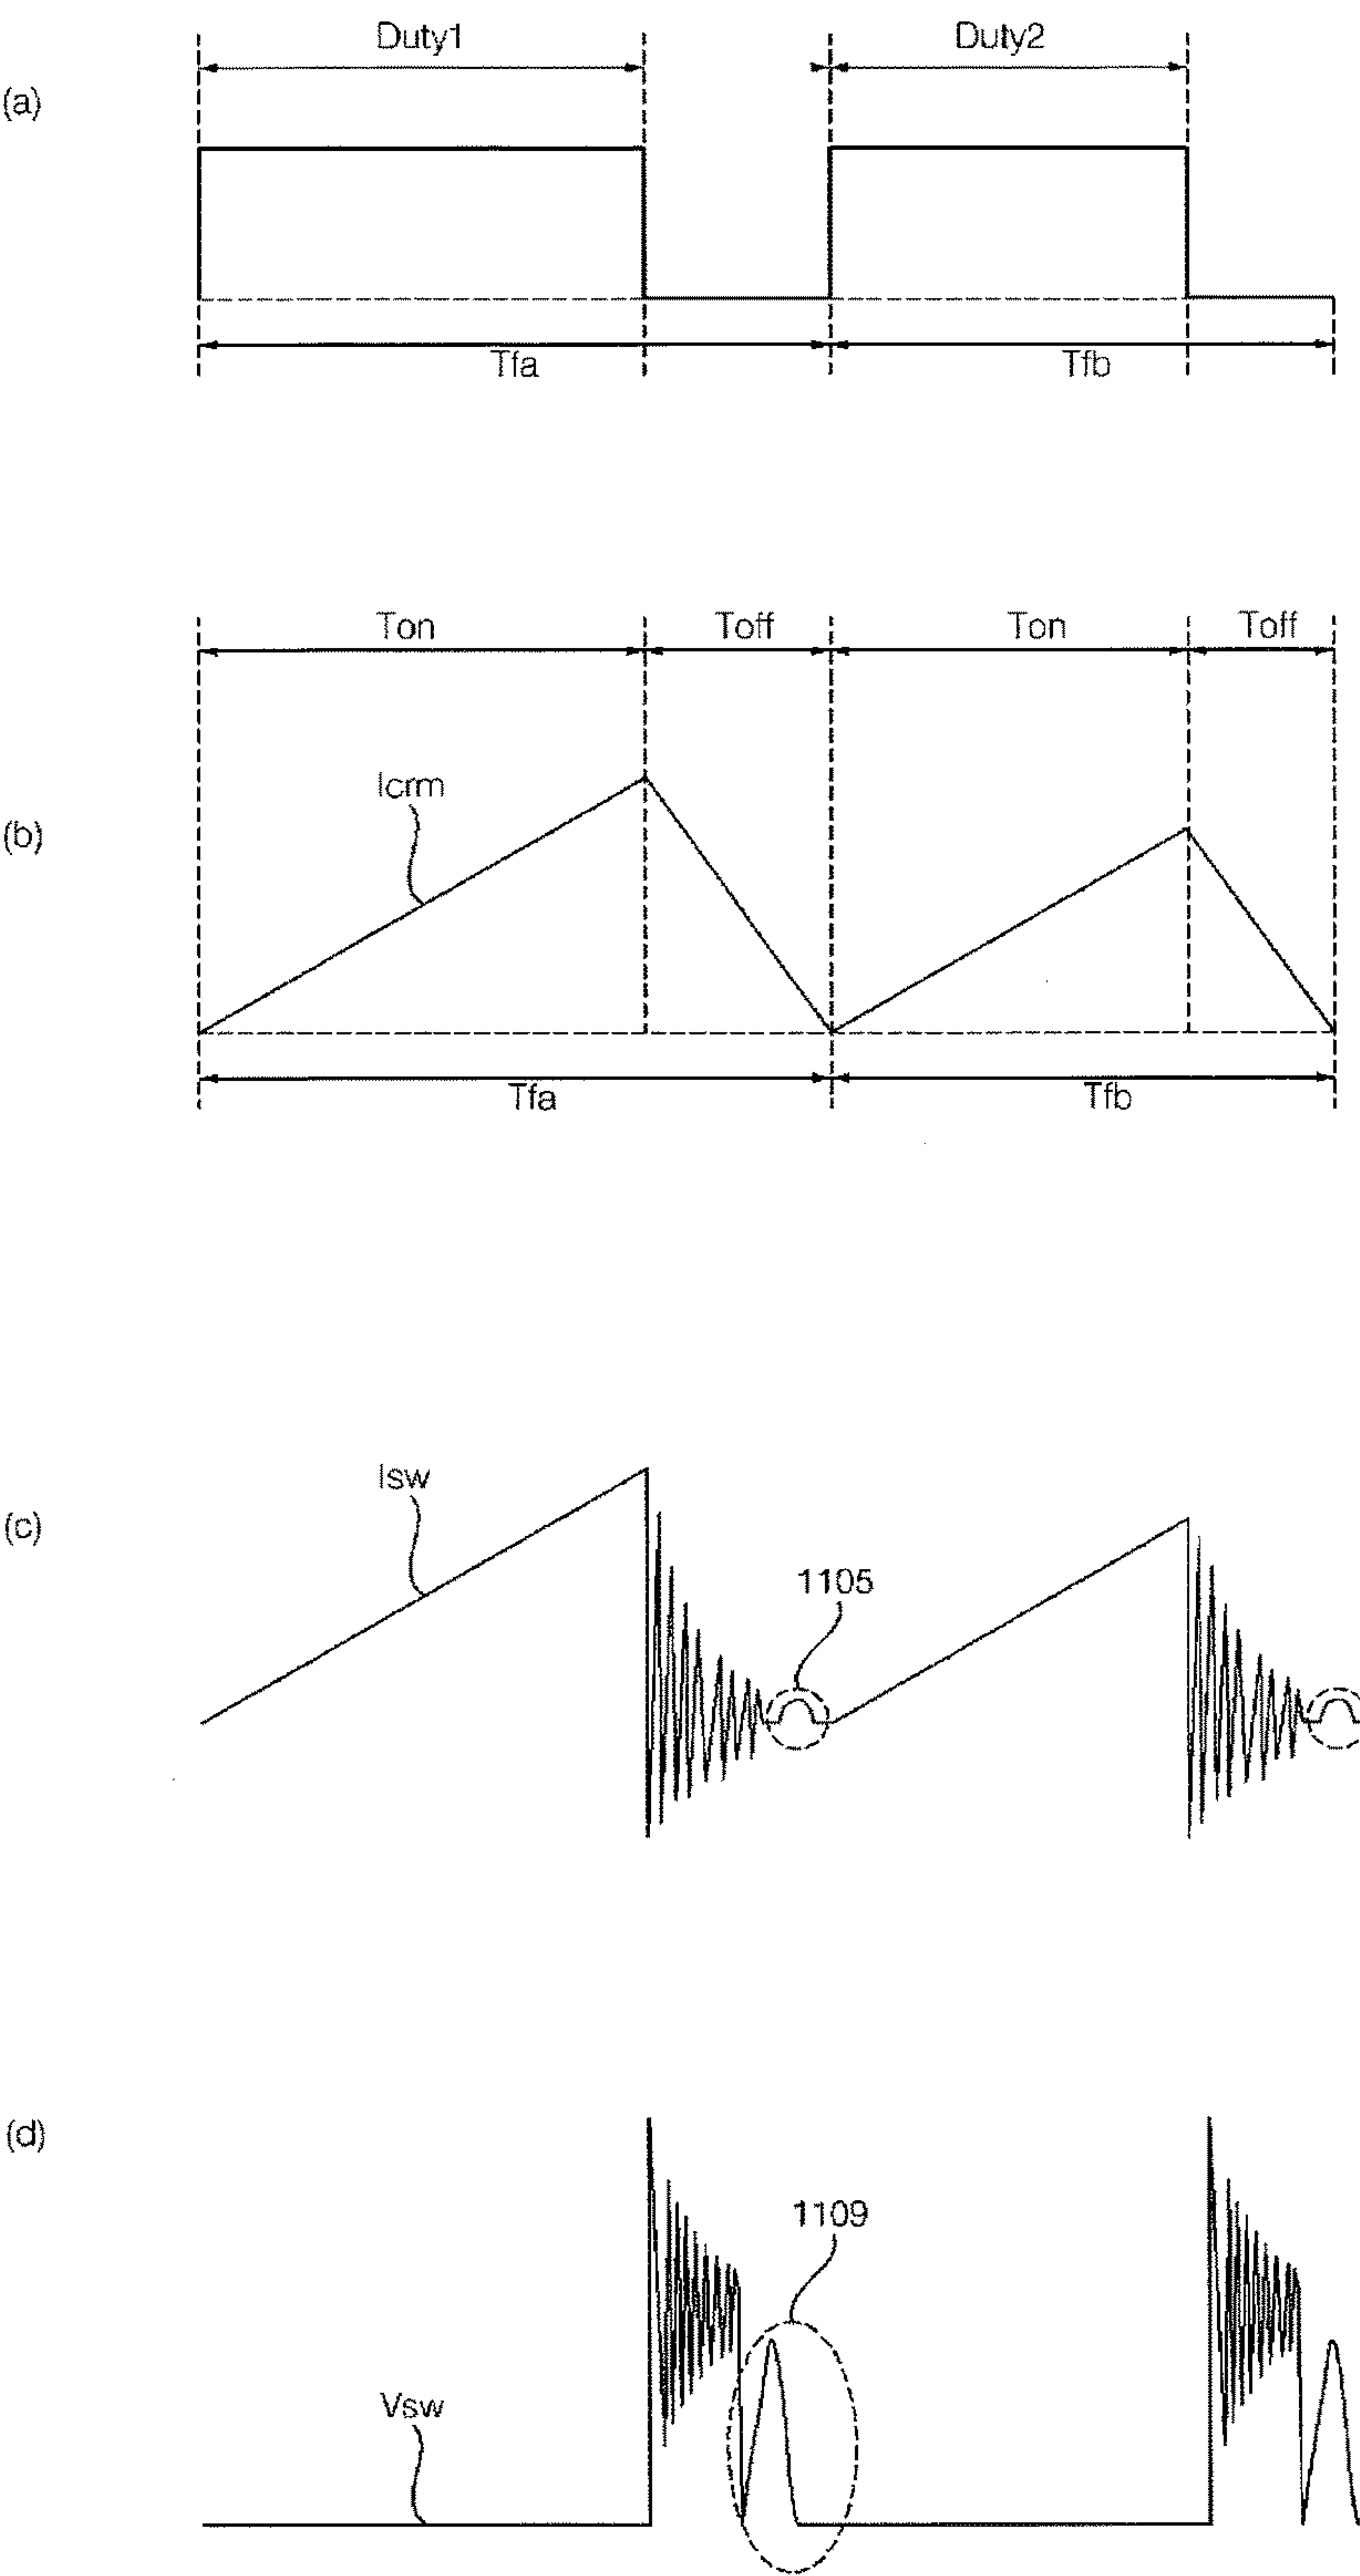 Duty1
Duty2
(a)
Tfa
Tfb
Ton
Toff
Ton
Toff
Icrm
(b)
Tfa
Tfb
Isw
(c)
1105
(d)
1109
Vsw